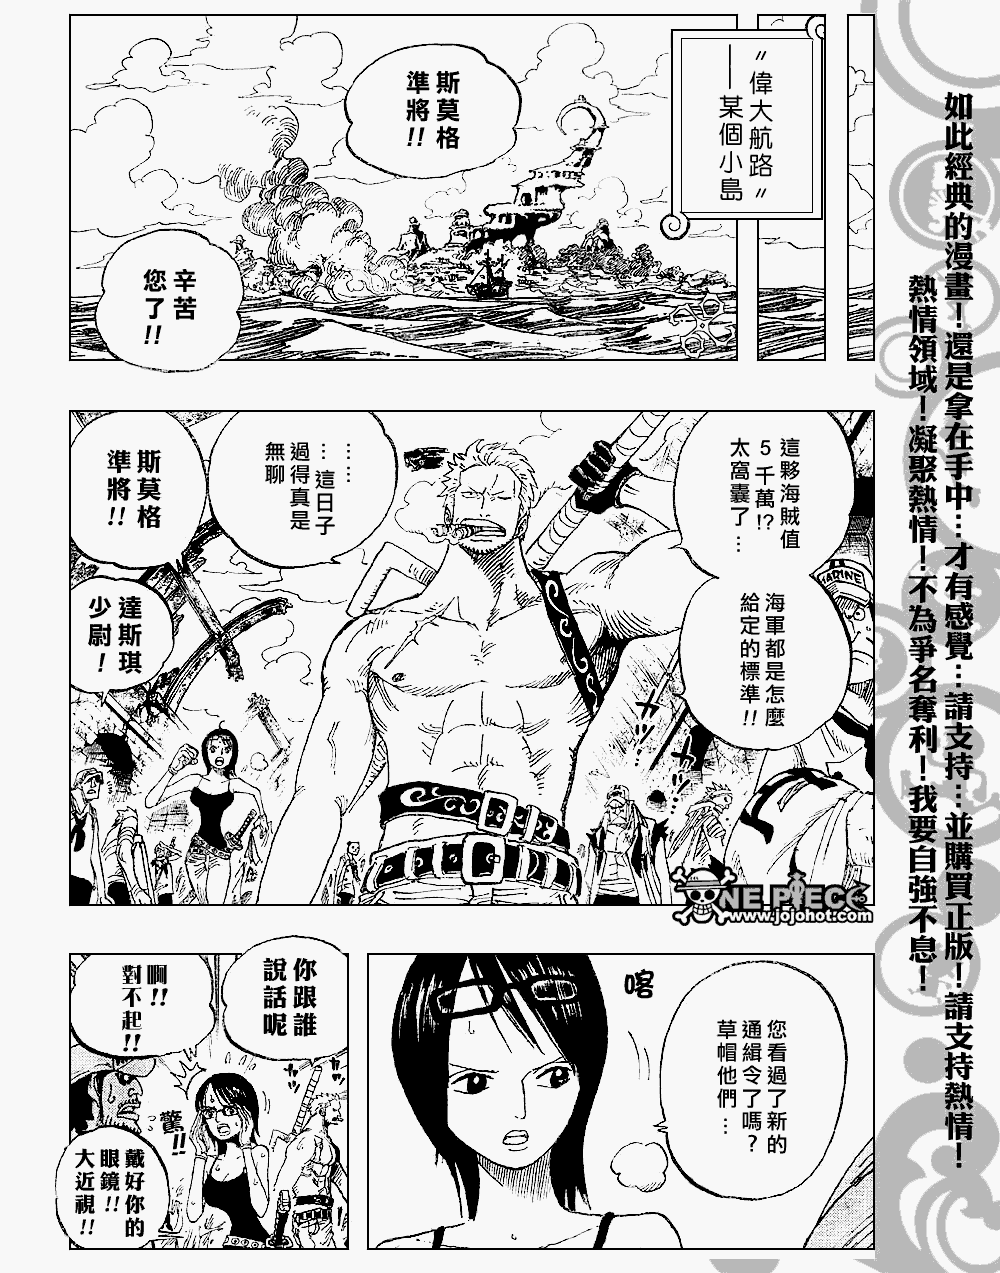 〝偉大航路〞
——某個小島
斯莫格
準將!!
辛苦
您了!!
這夥海賊值
5千萬!?
太窩囊了…
海軍都是怎麼
給定的標準!!
……
…這日子
過得真是
無聊
斯莫格
準將!!
達斯琪
少尉!
MARINE
ONE PIECE
www.jojohot.com
您看過了新的
通緝令了嗎?
草帽他們…
喀
你跟誰
說話呢
啊!!
對不起!!
驚!!
戴好你的
眼鏡!!
大近視!!
如此經典的漫畫!還是拿在手中…才有感覺…請支持…並購買正版!請支持熱情!
熱情領域!凝聚熱情!不為爭名奪利!我要自強不息!